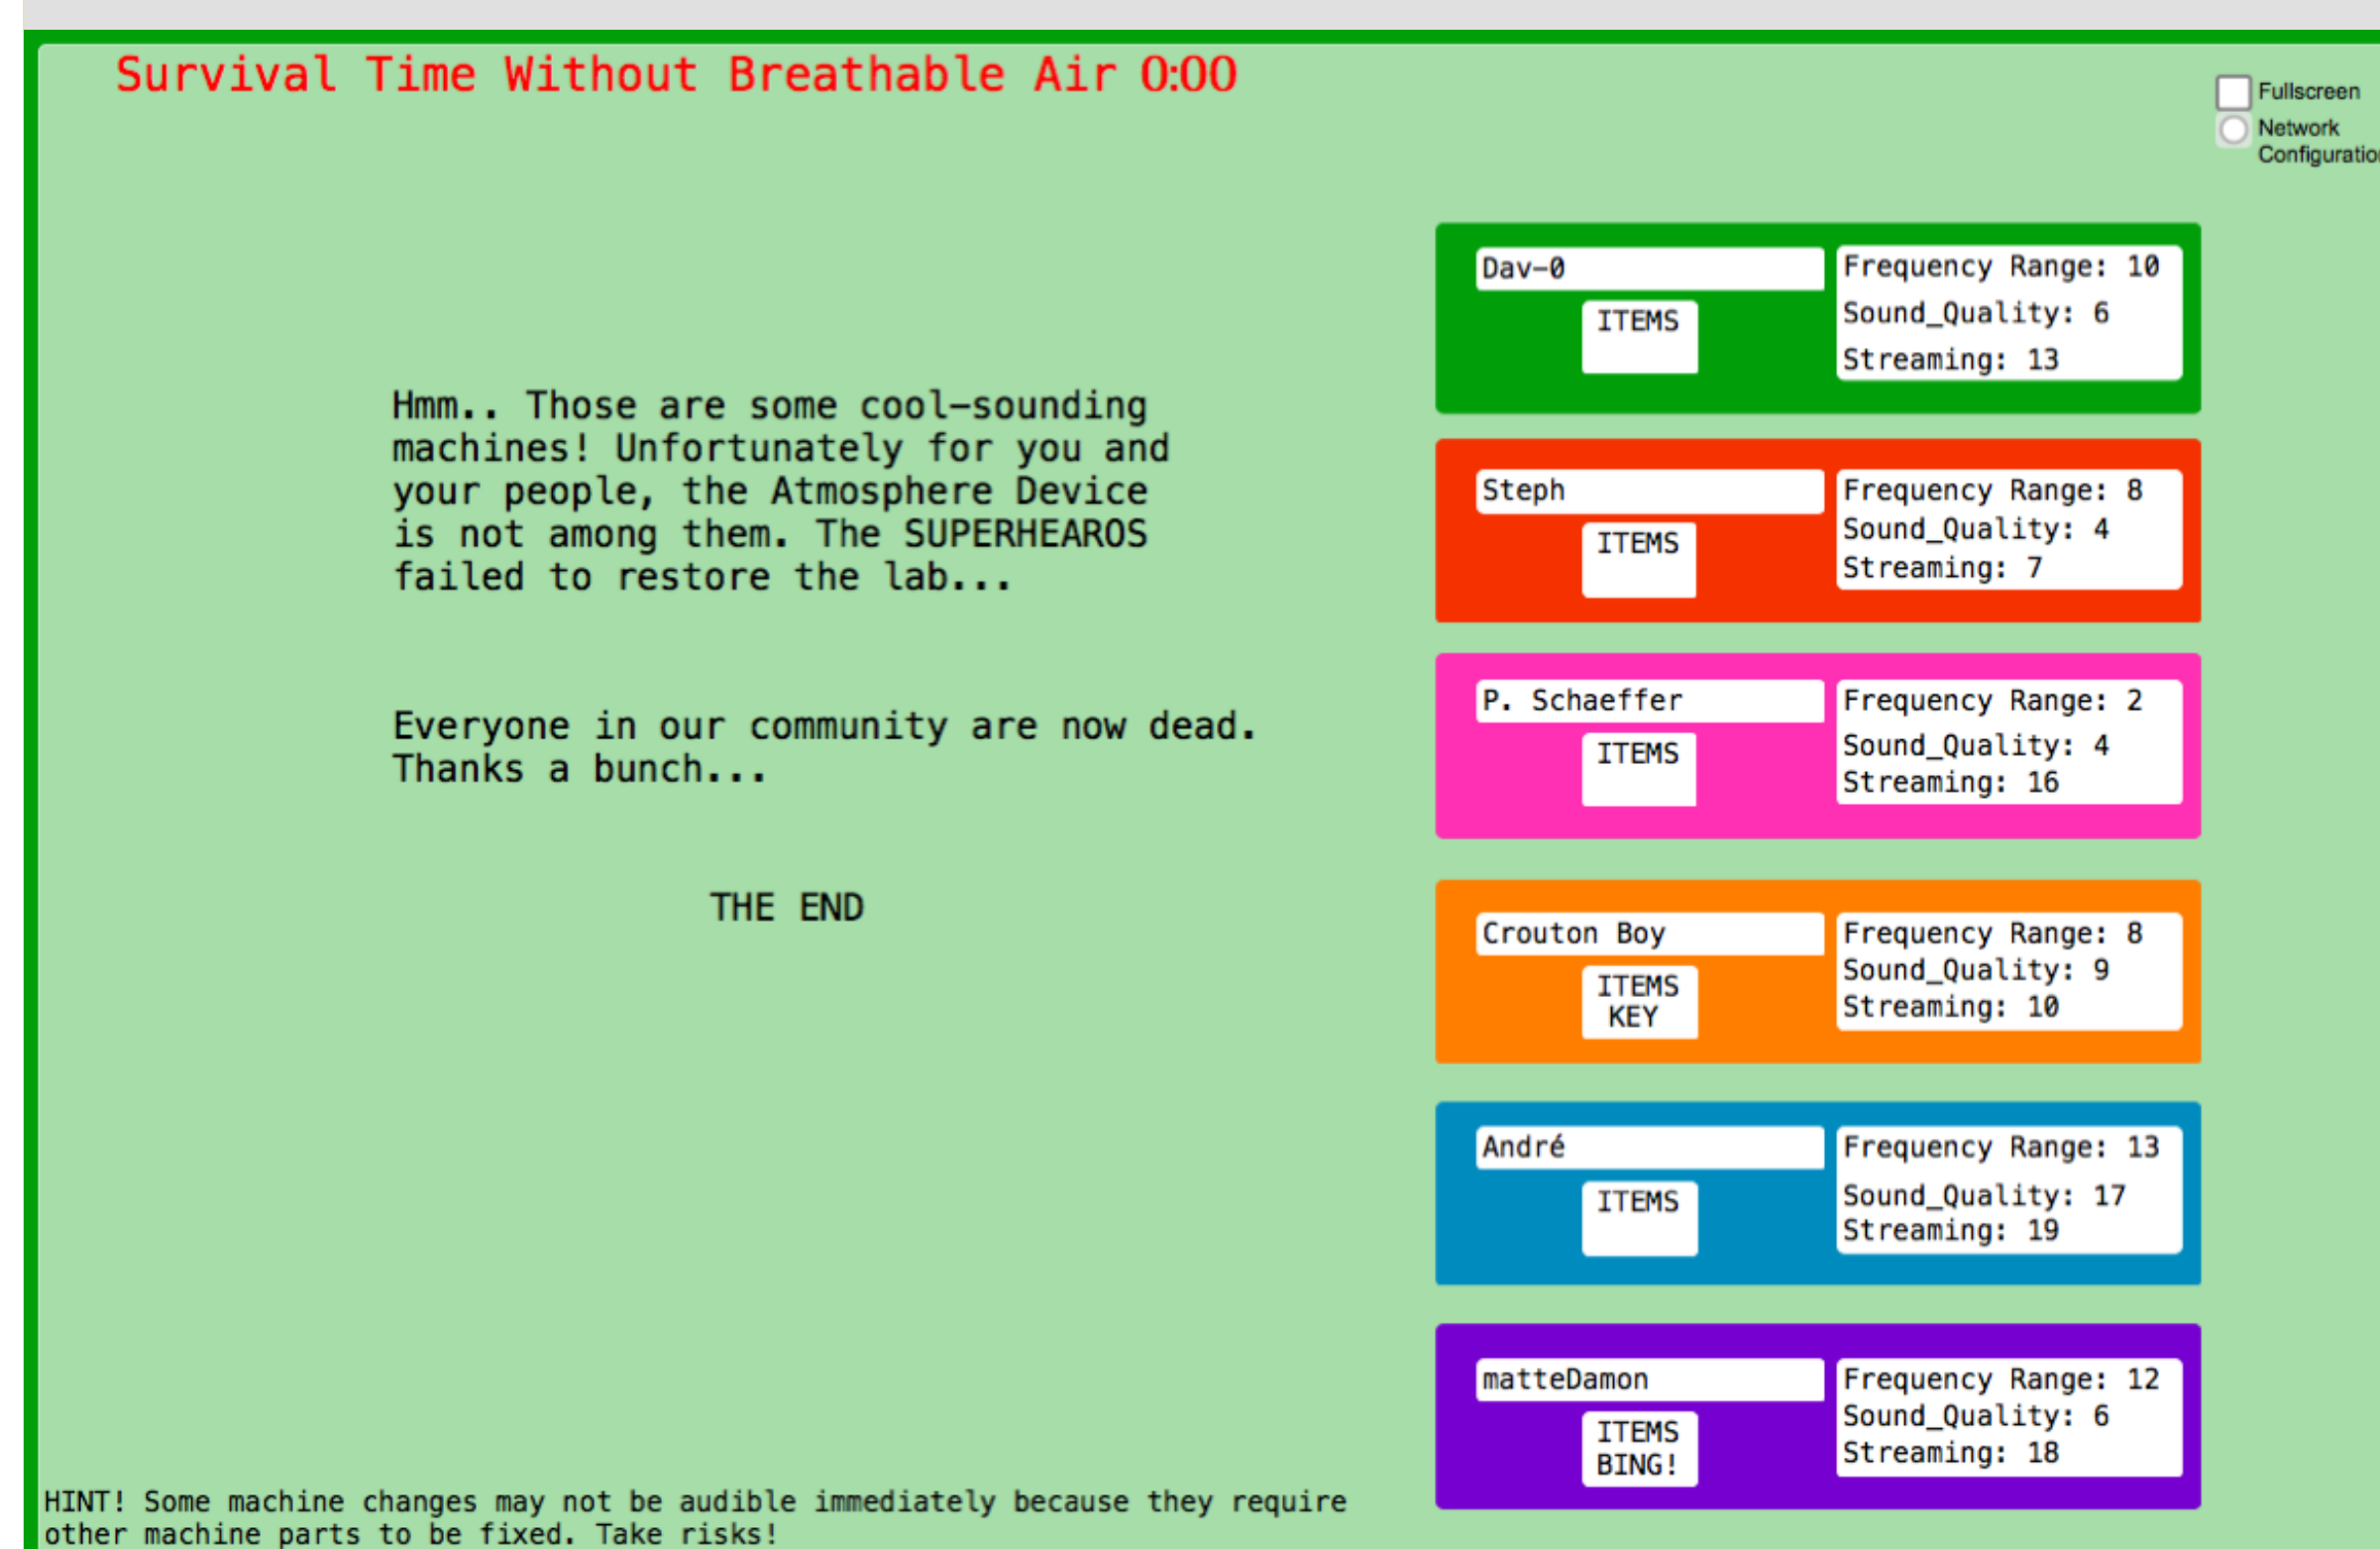 Survival Time Without Breathable Air 0:00
Fullscreen
Network
Hmm.. Those are some cool-sounding
machines! Unfortunately for you and
your people, the Atmosphere Device
is not among them. The SUPERHEAROS
failed to restore the lab...
Everyone in our community are now dead.
Thanks a bunch...
THE END
HINT! Some machine changes may not be audible immediately because they require
other machine parts to be fixed. Take risks!
Dav-0
ITEMS
Frequency Range: 10
Sound_Quality: 6
Streaming: 13
Steph
ITEMS
Frequency Range: 8
Sound_Quality: 4
Streaming: 7
P. Schaeffer
ITEMS
Frequency Range: 2
Sound_Quality: 4
Streaming: 16
Crouton Boy
ITEMS
KEY
Frequency Range: 8
Sound_Quality: 9
Streaming: 10
André
ITEMS
Frequency Range: 13
Sound_Quality: 17
Streaming: 19
matteDamon
ITEMS
BING!
Frequency Range: 12
Sound_Quality: 6
Streaming: 18